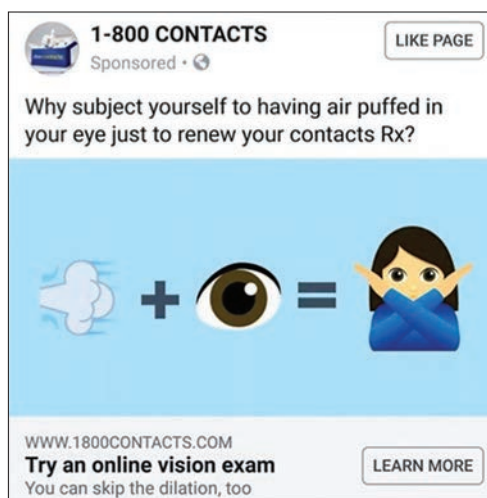 1-800 CONTACTS
LIKE PAGE
Sponsored ·
Why subject yourself to having air puffed in
your eye just to renew your contacts Rx?
+
=
WWW.1800CONTACTS.COM
Try an online vision exam
You can skip the dilation, too
LEARN MORE